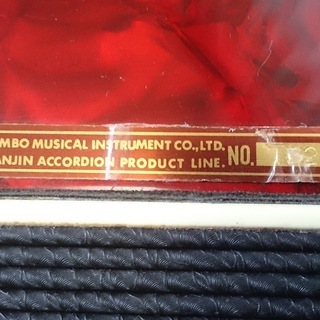 MBO MUSICAL INSTRUMENT CO., LTD.
ANJIN ACCORDION PRODUCT LINE. NO.